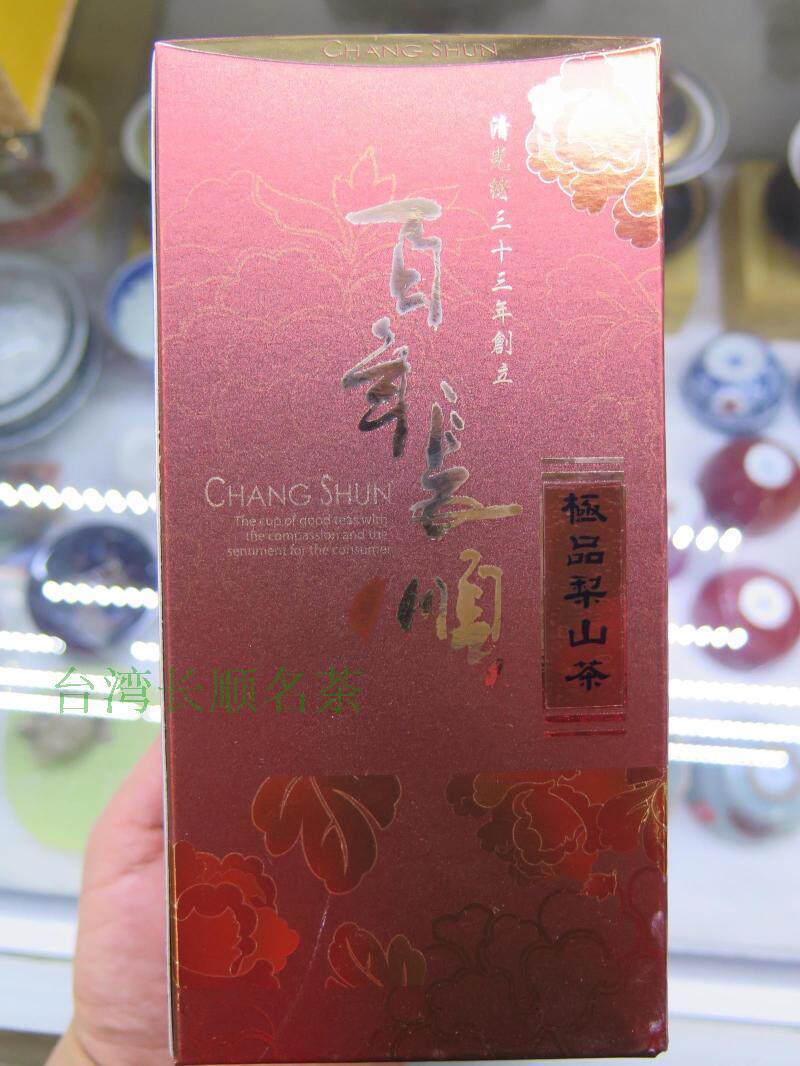 CHANG SHUN
清光緒三十三年創立
百年長順
CHANG SHUN
The cup of good teas with
the compassion and the
sentiment for the consumer
極品梨山茶
台湾长顺名茶